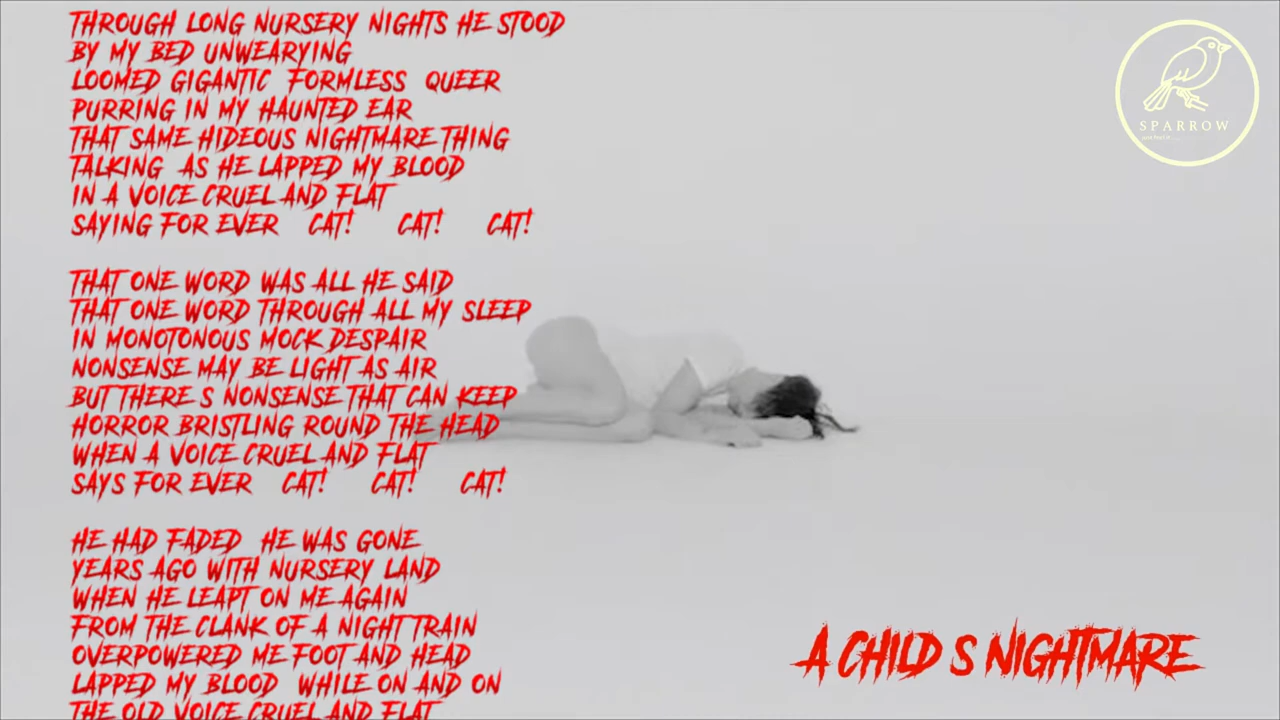 THROUGH LONG NURSERY NIGHTS HE STOOD
BY MY BED UNWEARYING
LOOMED GIGANTIC FORMLESS QUEER
PURRING IN MY HAUNTED EAR
THAT SAME HIDEOUS NIGHTMARE THING
TALKING AS HE LAPPED MY BLOOD
IN A VOICE CRUEL AND FLAT
SAYING FOR EVER CAT! CAT! CAT!
THAT ONE WORD WAS ALL HE SAID
THAT ONE WORD THROUGH ALL MY SLEEP
IN MONOTONOUS MOCK DESPAIR
NONSENSE MAY BE LIGHT AS AIR
BUT THERE S NONSENSE THAT CAN KEEP
HORROR BRISTLING ROUND THE HEAD
WHEN A VOICE CRUEL AND FLAT
SAYS FOR EVER CAT! CAT! CAT!
HE HAD FADED HE WAS GONE
YEARS AGO WITH NURSERY LAND
WHEN HE LEAPT ON ME AGAIN
FROM THE CLANK OF A NIGHT TRAIN
OVERPOWERED ME FOOT AND HEAD
LAPPED MY BLOOD WHILE ON AND ON
THE OLD VOICE CRUEL AND FLAT
A CHILD S NIGHTMARE
SPARROW